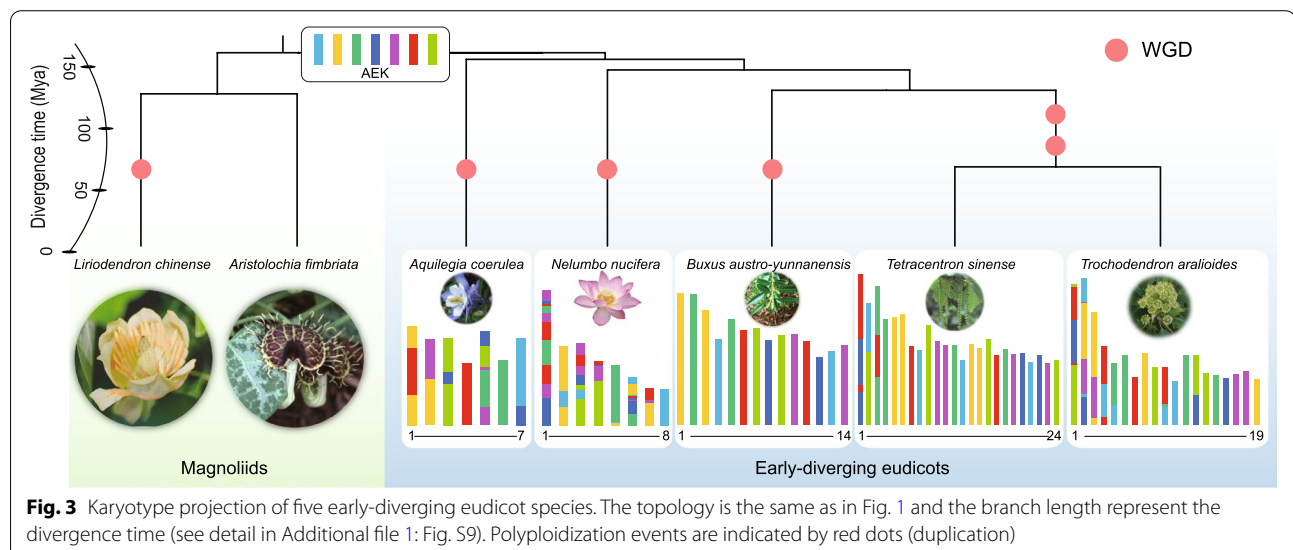 AEK
WGD
Divergence time (Mya)
150
100
50
0
Liriodendron chinense
Aristolochia fimbriata
Aquilegia coerulea
Nelumbo nucifera
Buxus austro-yunnanensis
Tetracentron sinense
Trochodendron aralioides
1 7
1 8
1 14
1 24
1 19
Magnoliids
Early-diverging eudicots
Fig. 3 Karyotype projection of five early-diverging eudicot species. The topology is the same as in Fig. 1 and the branch length represent the
divergence time (see detail in Additional file 1: Fig. S9). Polyploidization events are indicated by red dots (duplication)